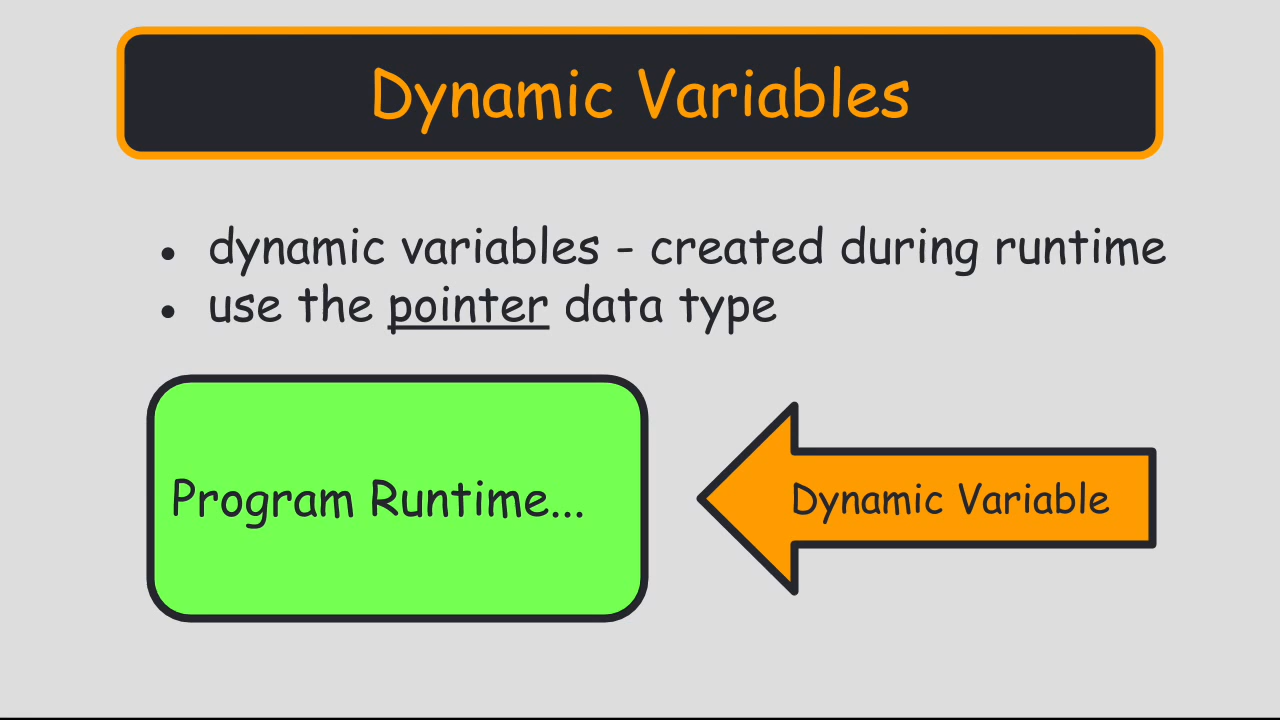 Dynamic Variables
• dynamic variables - created during runtime
• use the pointer data type
Program Runtime...
Dynamic Variable